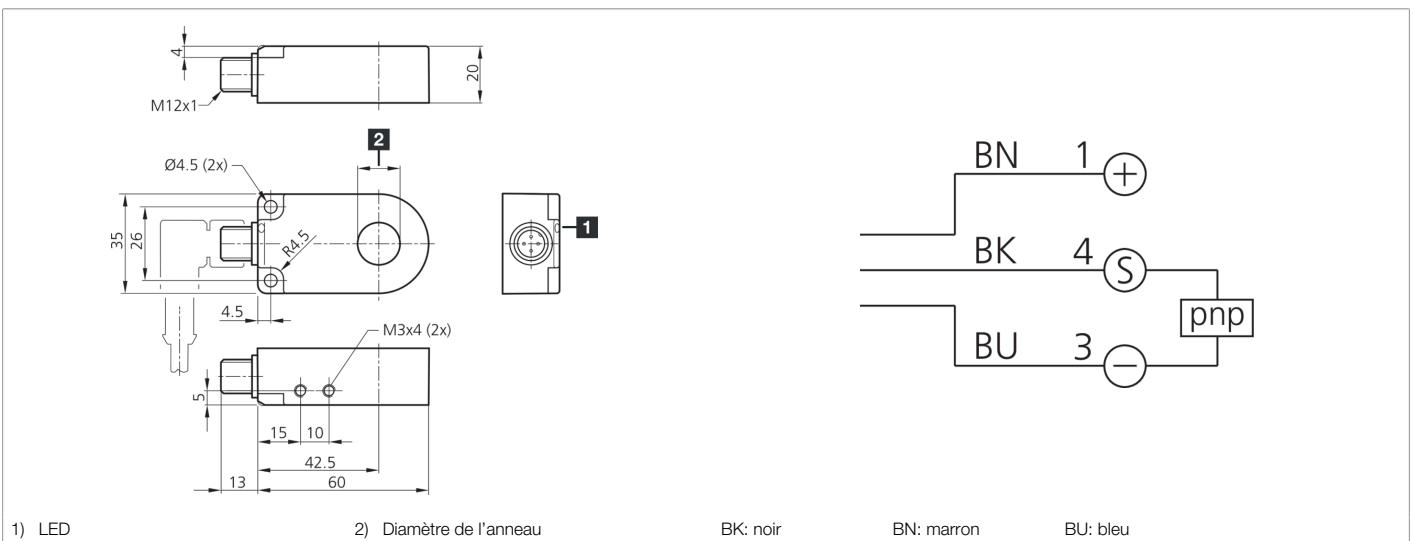 4
20
M12x1
2
Ø4.5 (2x)
1
35
26
R4.5
4.5
M3x4 (2x)
5
15
10
42.5
13
60
BN 1 +
BK 4 S
pnp
BU 3 −
1) LED
2) Diamètre de l'anneau
BK: noir
BN: marron
BU: bleu